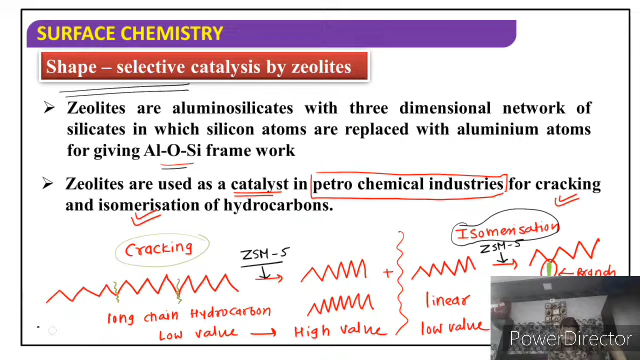 SURFACE CHEMISTRY
Shape – selective catalysis by zeolites
➢ Zeolites are aluminosilicates with three dimensional network of
silicates in which silicon atoms are replaced with aluminium atoms
for giving Al-O-Si frame work
➢ Zeolites are used as a catalyst in petro chemical industries for cracking
and isomerisation of hydrocarbons.
Cracking
ZSM-5
+
long chain Hydrocarbon
Low value → High value
Isomensation
ZSM-5
← Branch
linear
low value
PowerDirector